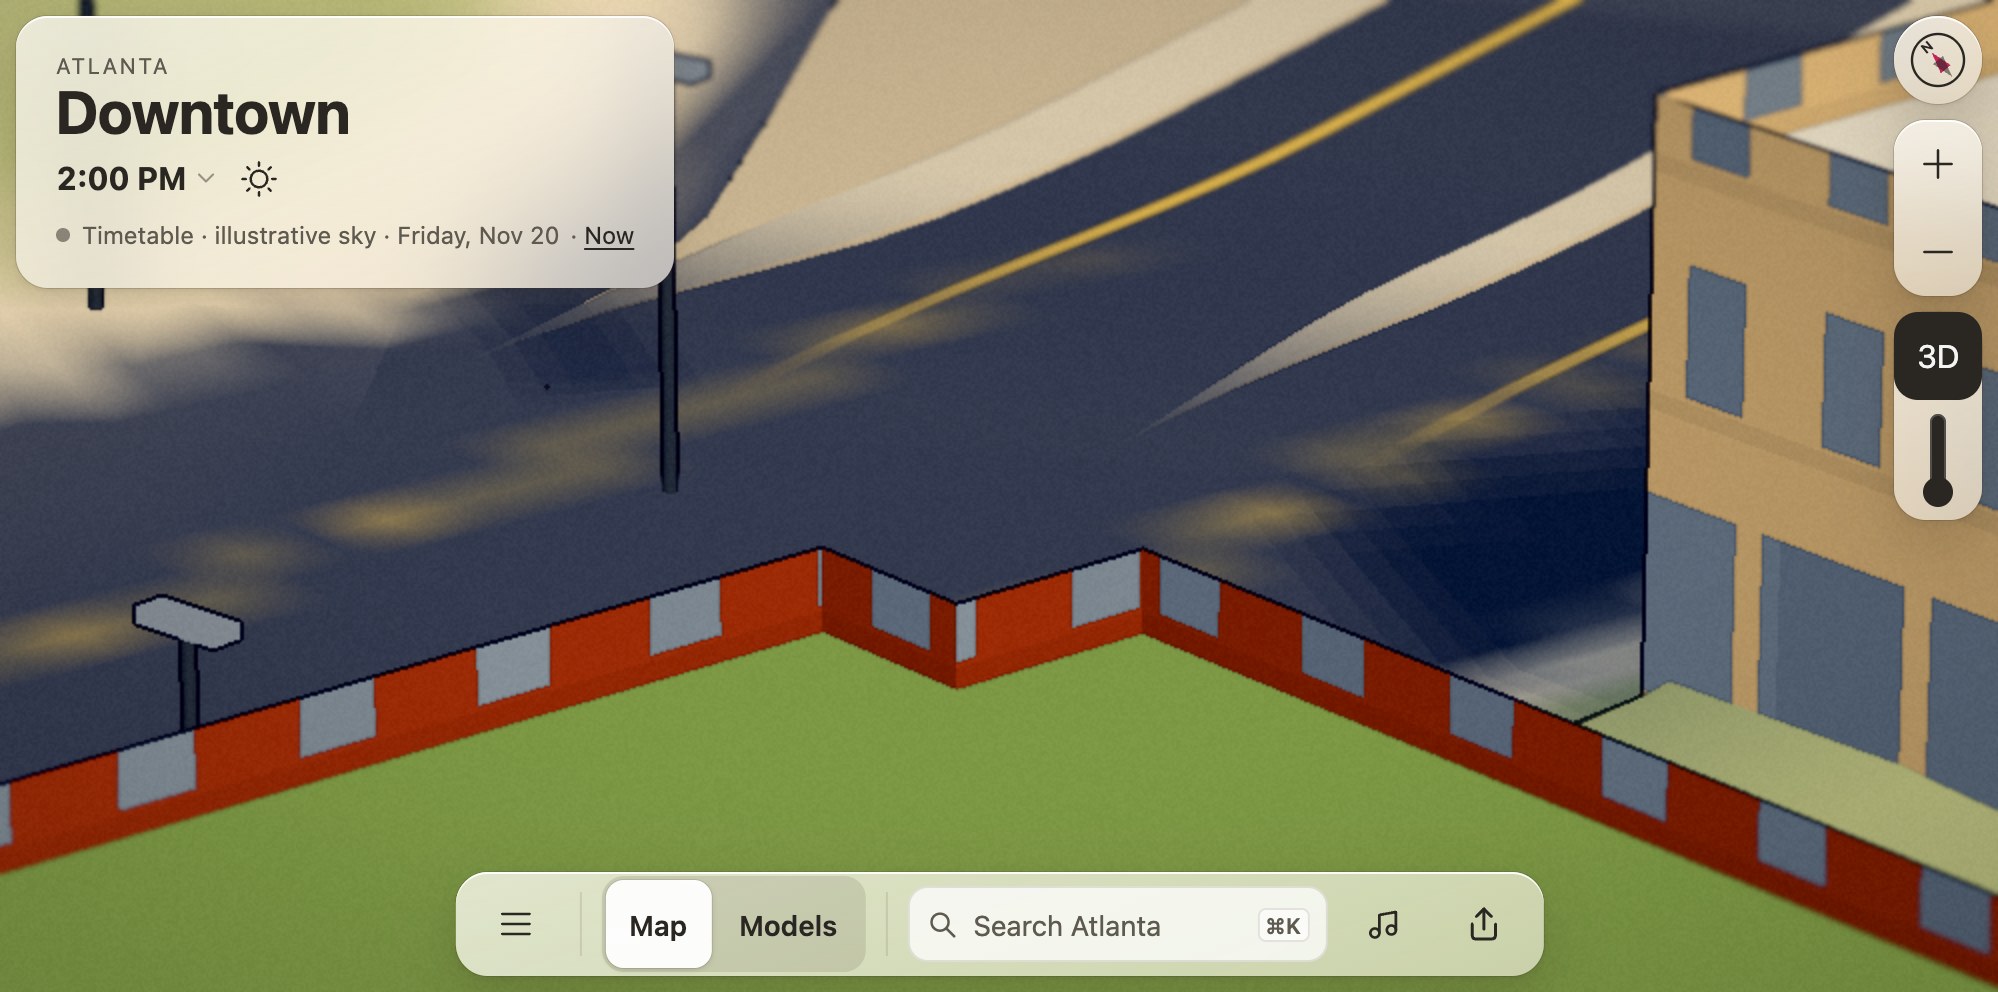 ATLANTA
Downtown
2:00 PM
Timetable · illustrative sky · Friday, Nov 20 · Now
N
3D
Map
Models
Search Atlanta
⌘K